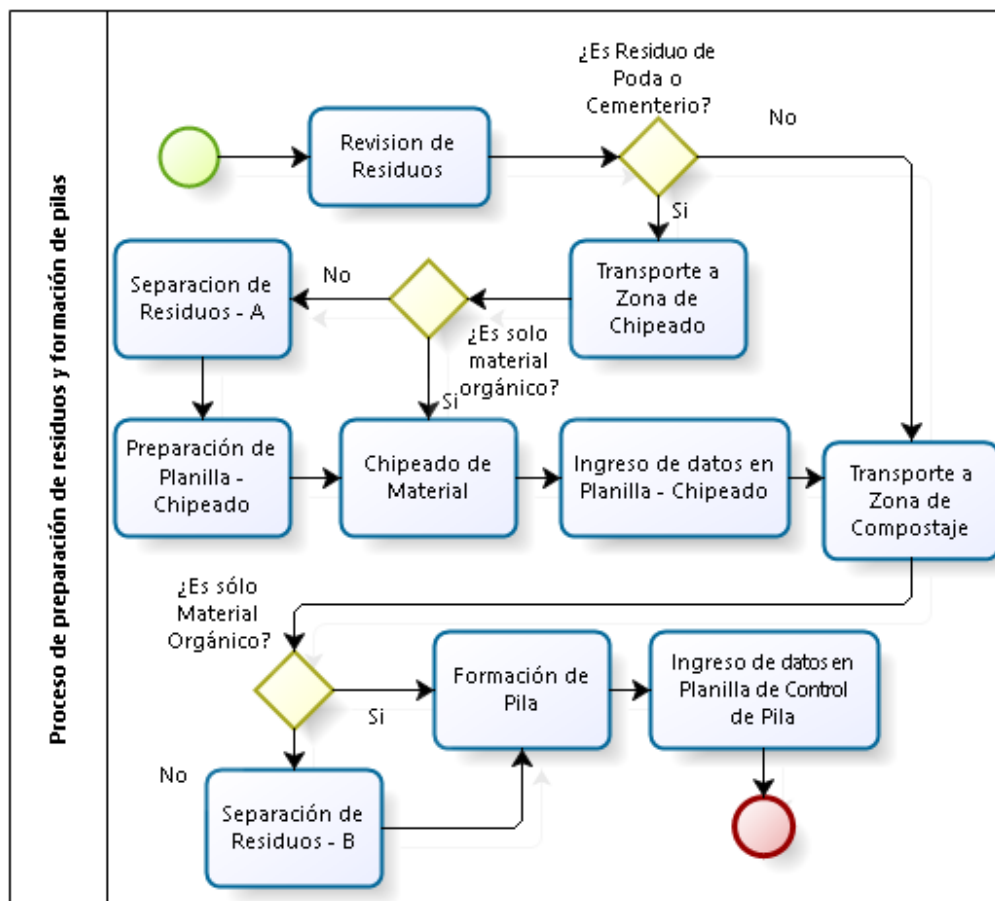 Proceso de preparación de residuos y formación de pilas
¿Es Residuo de
Poda o
Cementerio?
No
Revision de
Residuos
Si
Separacion de
Residuos - A
No
Transporte a
Zona de
Chipeado
¿Es solo
material
orgánico?
Si
Preparación de
Planilla -
Chipeado
Chipeado de
Material
Ingreso de datos en
Planilla - Chipeado
Transporte a
Zona de
Compostaje
¿Es sólo
Material
Orgánico?
Formación de
Pila
Ingreso de datos en
Planilla de Control
de Pila
Si
No
Separación de
Residuos - B